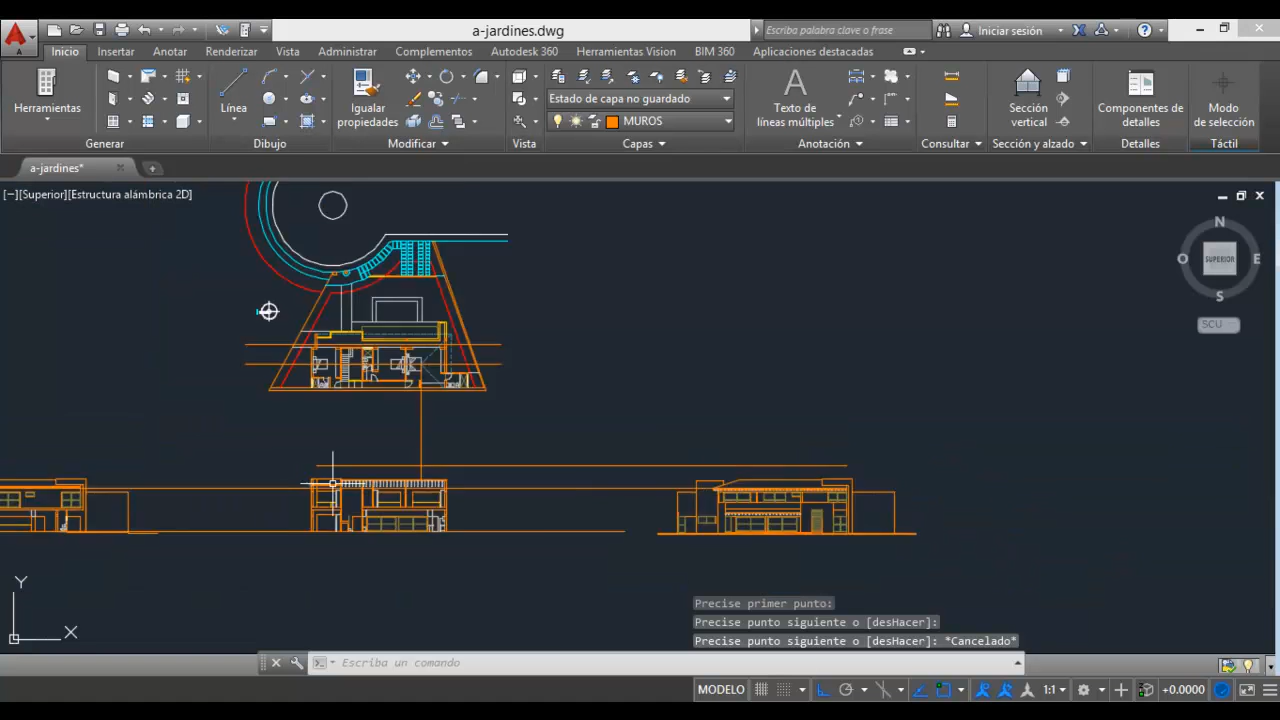 a-jardines.dwg
Escriba palabra clave o frase
Iniciar sesión
Inicio Insertar Anotar Renderizar Vista Administrar Complementos Autodesk 360 Herramientas Vision BIM 360 Aplicaciones destacadas
Herramientas
Línea
Igualar
propiedades
Estado de capa no guardado
MUROS
Texto de
líneas múltiples
Sección
vertical
Componentes de
detalles
Modo
de selección
General Dibujo Modificar Vista Capas Anotación Consultar Sección y alzado Detalles Táctil
a-jardines*
[−][Superior][Estructura alámbrica 2D]
N
O SUPERIOR E
S
SCU
Y
X
Precise primer punto:
Precise punto siguiente o [desHacer]:
Precise punto siguiente o [desHacer]: *Cancelado*
Escriba un comando
MODELO 1:1 +0.0000